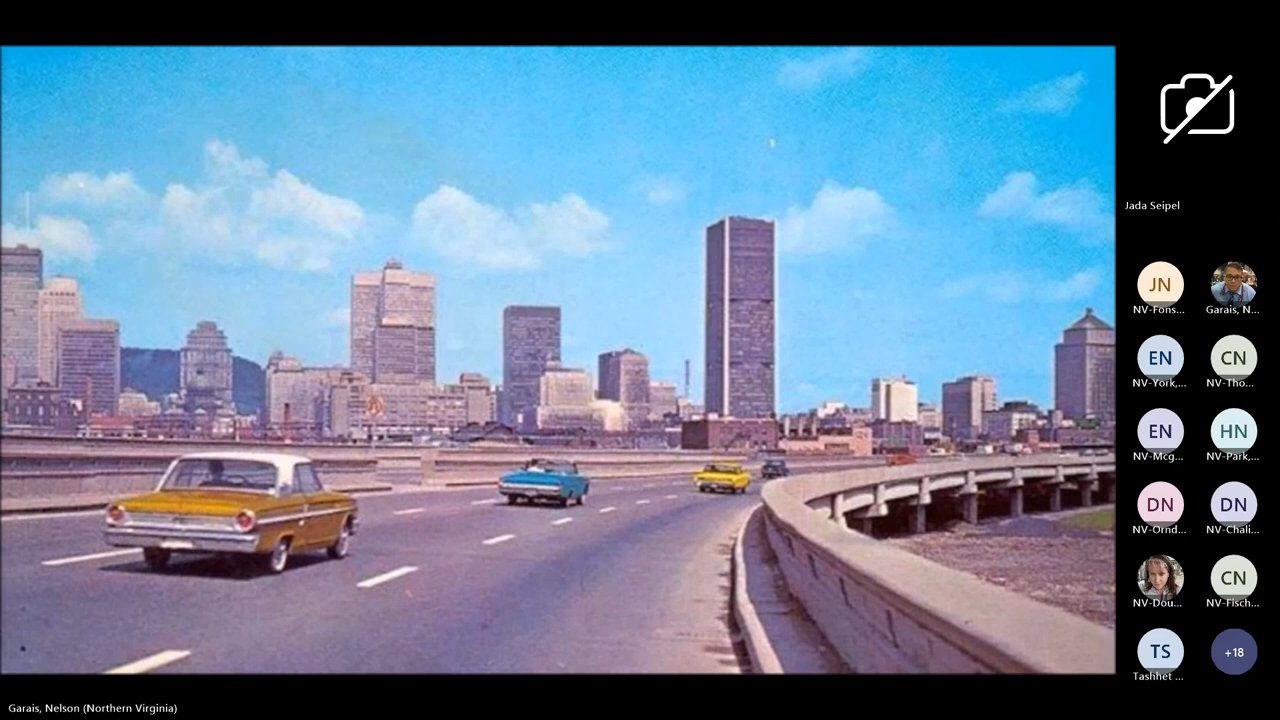 Jada Seipel
JN
NV-Fons...
Garais, N...
EN
NV-York,...
CN
NV-Tho...
EN
NV-Mcg...
HN
NV-Park,...
DN
NV-Ornd...
DN
NV-Chali...
NV-Dou...
CN
NV-Fisch...
TS
Tashhet ...
+18
Garais, Nelson (Northern Virginia)